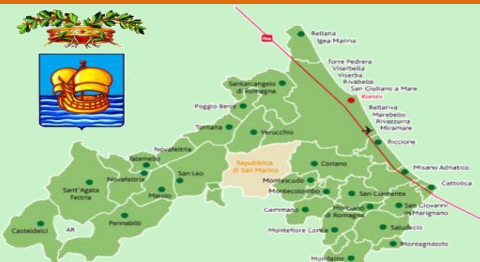 Bellaria
Igea Marina
Torre Pedrera
Viserbella
Viserba
Rivabella
San Giuliano a Mare
Rimini
Bellariva
Marebello
Rivazzurra
Miramare
Riccione
Misano Adriatico
Cattolica
Santarcangelo
di Romagna
Poggio Berni
Torriana
Verucchio
Novafeltria
Talamello
Novafeltria
San Leo
Maiolo
Sant'Agata
Feltria
Pennabilli
Casteldelci
AR
Repubblica
di San Marino
Coriano
Montescudo
Montecolombo
San Clemente
Gemmano
di Romagna
San Giovanni
in Marignano
Montefiore Conca
Saludecio
Montegridolfo
Mondaino